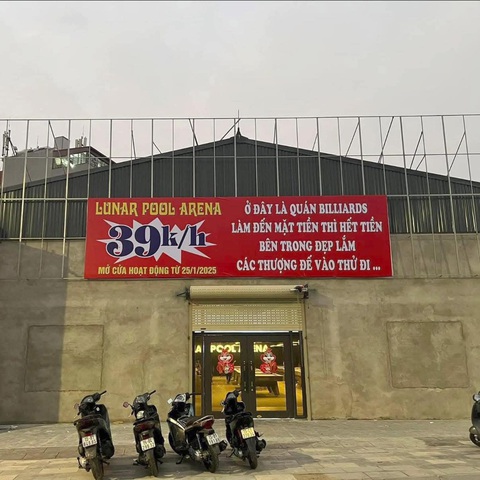 LUNAR POOL ARENA
39k/h
MỞ CỬA HOẠT ĐỘNG TỪ 25/1/2025
Ở ĐÂY LÀ QUÁN BILLIARDS
LÀM ĐẾN MẶT TIỀN THÌ HẾT TIỀN
BÊN TRONG ĐẸP LẮM
CÁC THƯỢNG ĐẾ VÀO THỬ ĐI ...
POOL